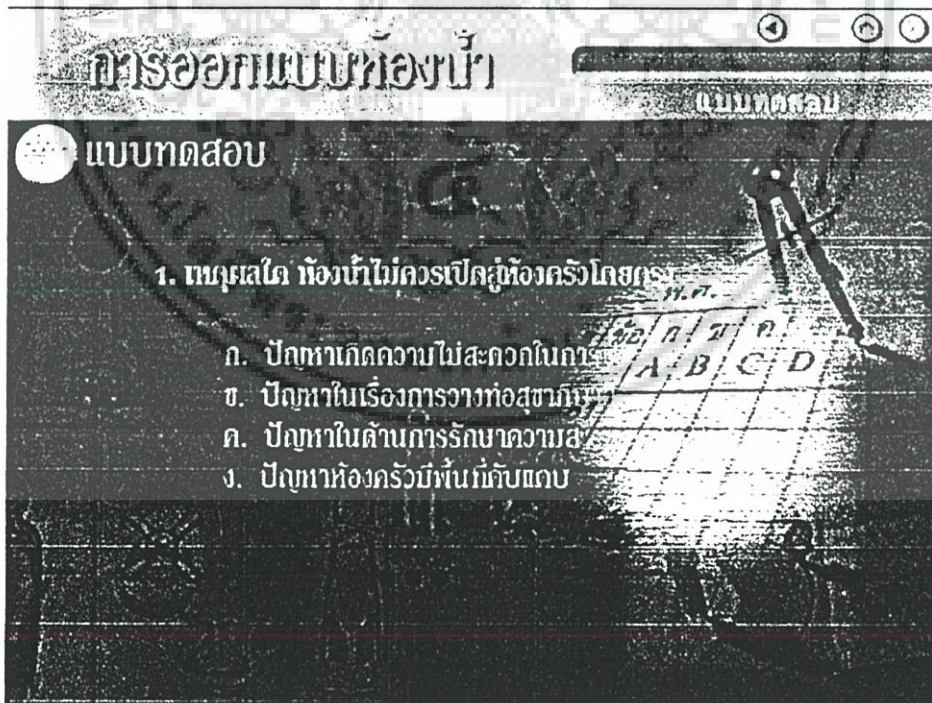 การออกแบบห้องน้ำ
แบบทดสอบ
แบบทดสอบ
1. เหตุผลใด ห้องน้ำไม่ควรเปิดสู่ห้องครัวโดยตรง
พ.ศ.
ข้อ ก ข ค
A B C D
ก. ปัญหาเกิดความไม่สะดวกในการ
ข. ปัญหาในเรื่องการวางท่อสุขาภิ
ค. ปัญหาในด้านการรักษาความส
ง. ปัญหาห้องครัวมีพื้นที่คับแคบ